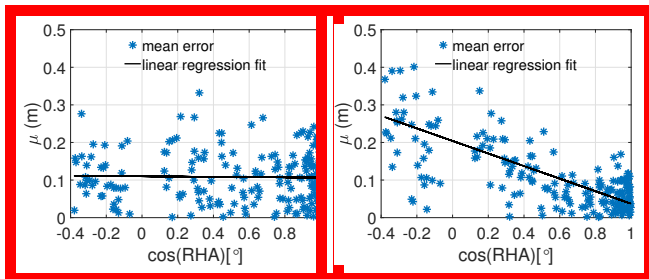 0.5
0.4
0.3
0.2
0.1
0
μ (m)
-0.4 -0.2 0 0.2 0.4 0.6 0.8
cos(RHA)[°]
mean error
linear regression fit
0.5
0.4
0.3
0.2
0.1
0
μ (m)
-0.4 -0.2 0 0.2 0.4 0.6 0.8 1
cos(RHA)[°]
mean error
linear regression fit